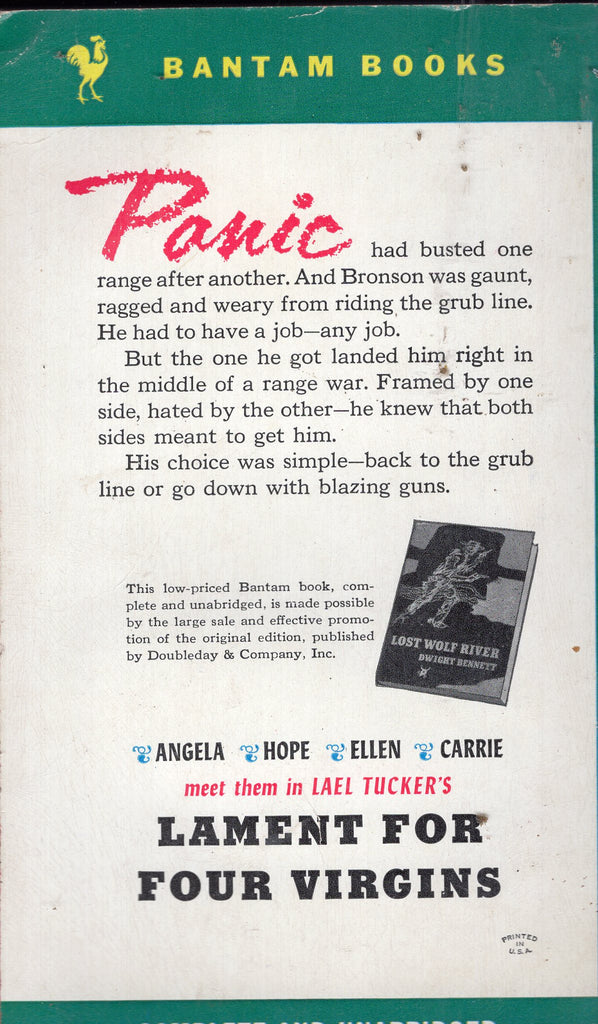 BANTAM BOOKS
Panic had busted one
range after another. And Bronson was gaunt,
ragged and weary from riding the grub line.
He had to have a job—any job.
But the one he got landed him right in
the middle of a range war. Framed by one
side, hated by the other—he knew that both
sides meant to get him.
His choice was simple—back to the grub
line or go down with blazing guns.
This low-priced Bantam book, com-
plete and unabridged, is made possible
by the large sale and effective promo-
tion of the original edition, published
by Doubleday & Company, Inc.
LOST WOLF RIVER
DWIGHT BENNETT
ANGELA HOPE ELLEN CARRIE
meet them in LAEL TUCKER'S
LAMENT FOR
FOUR VIRGINS
PRINTED
IN
U.S.A.
COMPLETE AND UNABRIDGED